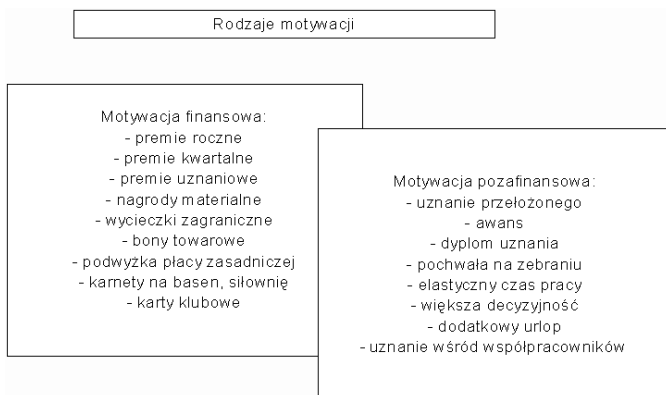 Rodzaje motywacji
Motywacja finansowa:
- premie roczne
- premie kwartalne
- premie uznaniowe
- nagrody materialne
- wycieczki zagraniczne
- bony towarowe
- podwyżka płacy zasadniczej
- karnety na basen, siłownię
- karty klubowe
Motywacja pozafinansowa:
- uznanie przełożonego
- awans
- dyplom uznania
- pochwała na zebraniu
- elastyczny czas pracy
- większa decyzyjność
- dodatkowy urlop
- uznanie wśród współpracowników